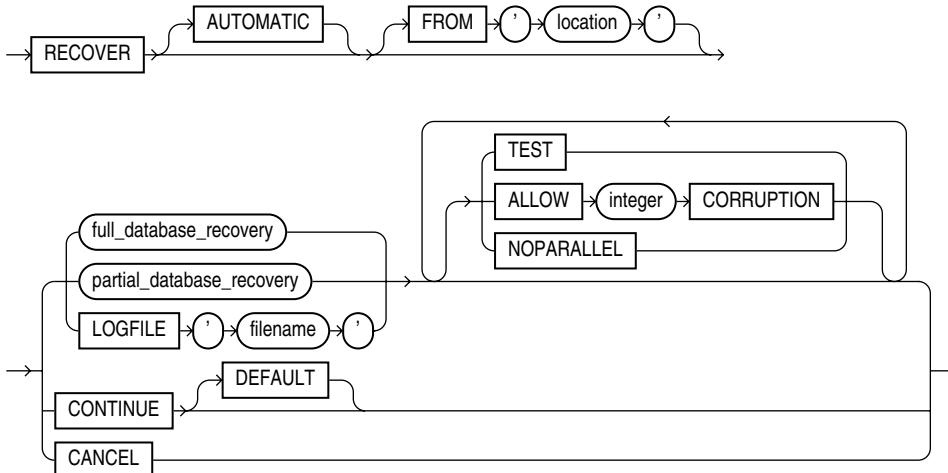 RECOVER AUTOMATIC FROM ' location '
TEST
ALLOW integer CORRUPTION
NOPARALLEL
full_database_recovery
partial_database_recovery
LOGFILE ' filename '
CONTINUE DEFAULT
CANCEL